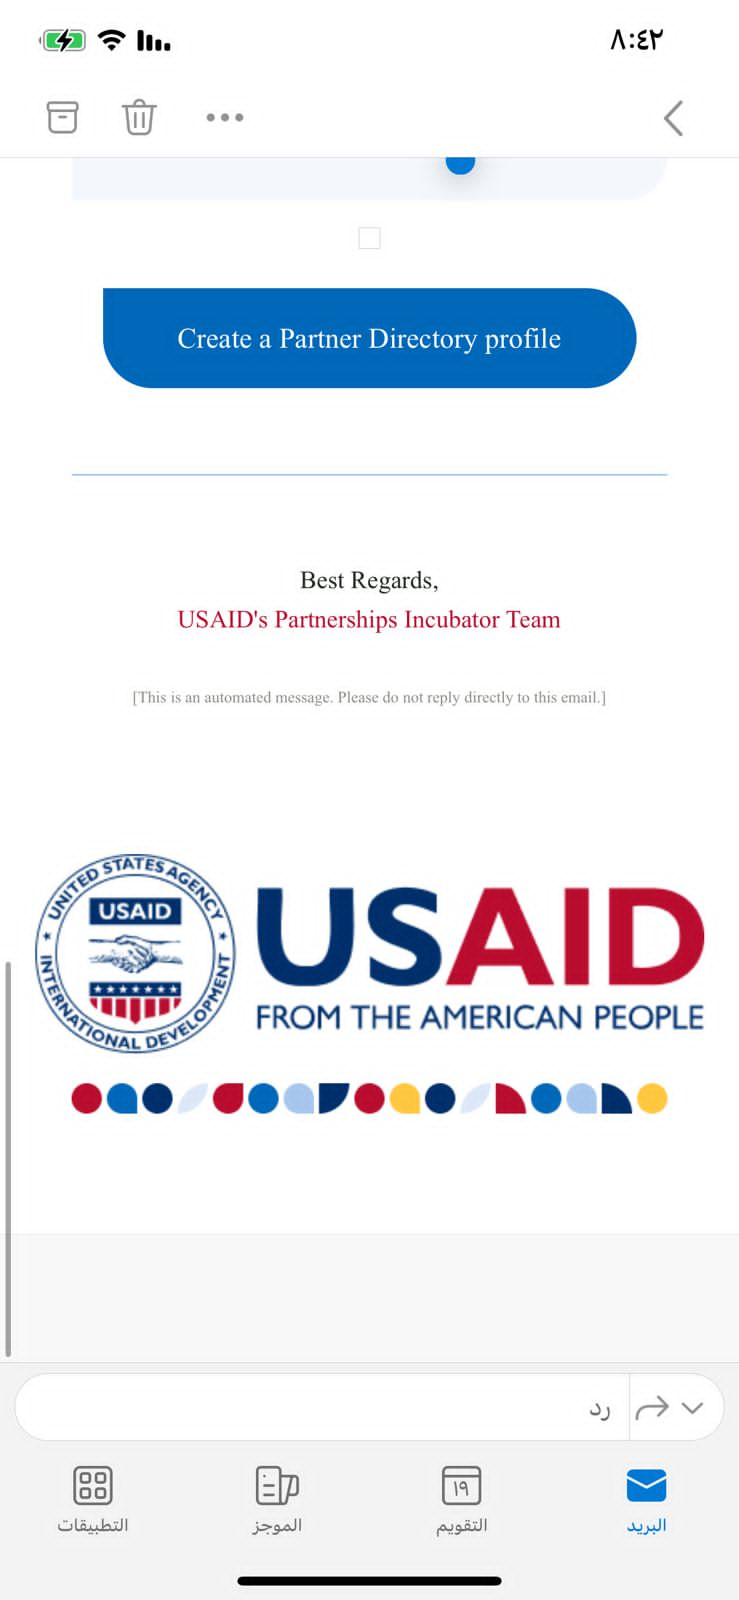 ٨:٤٢
Create a Partner Directory profile
Best Regards,
USAID's Partnerships Incubator Team
[This is an automated message. Please do not reply directly to this email.]
UNITED STATES AGENCY
USAID
INTERNATIONAL DEVELOPMENT
USAID
FROM THE AMERICAN PEOPLE
رد
١٩
البريد
التقويم
الموجز
التطبيقات